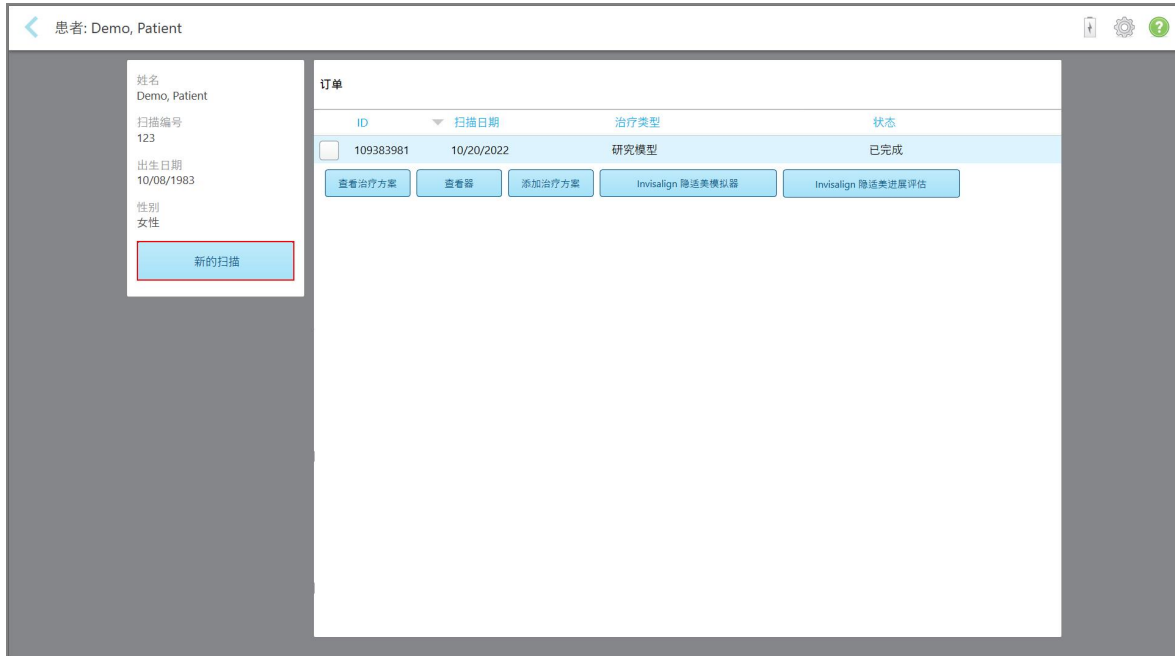 患者: Demo, Patient
?
姓名
Demo, Patient
扫描编号
123
出生日期
10/08/1983
性别
女性
新的扫描
订单
ID 扫描日期 治疗类型 状态
109383981 10/20/2022 研究模型 已完成
查看治疗方案 查看器 添加治疗方案 Invisalign 隐适美模拟器 Invisalign 隐适美进展评估